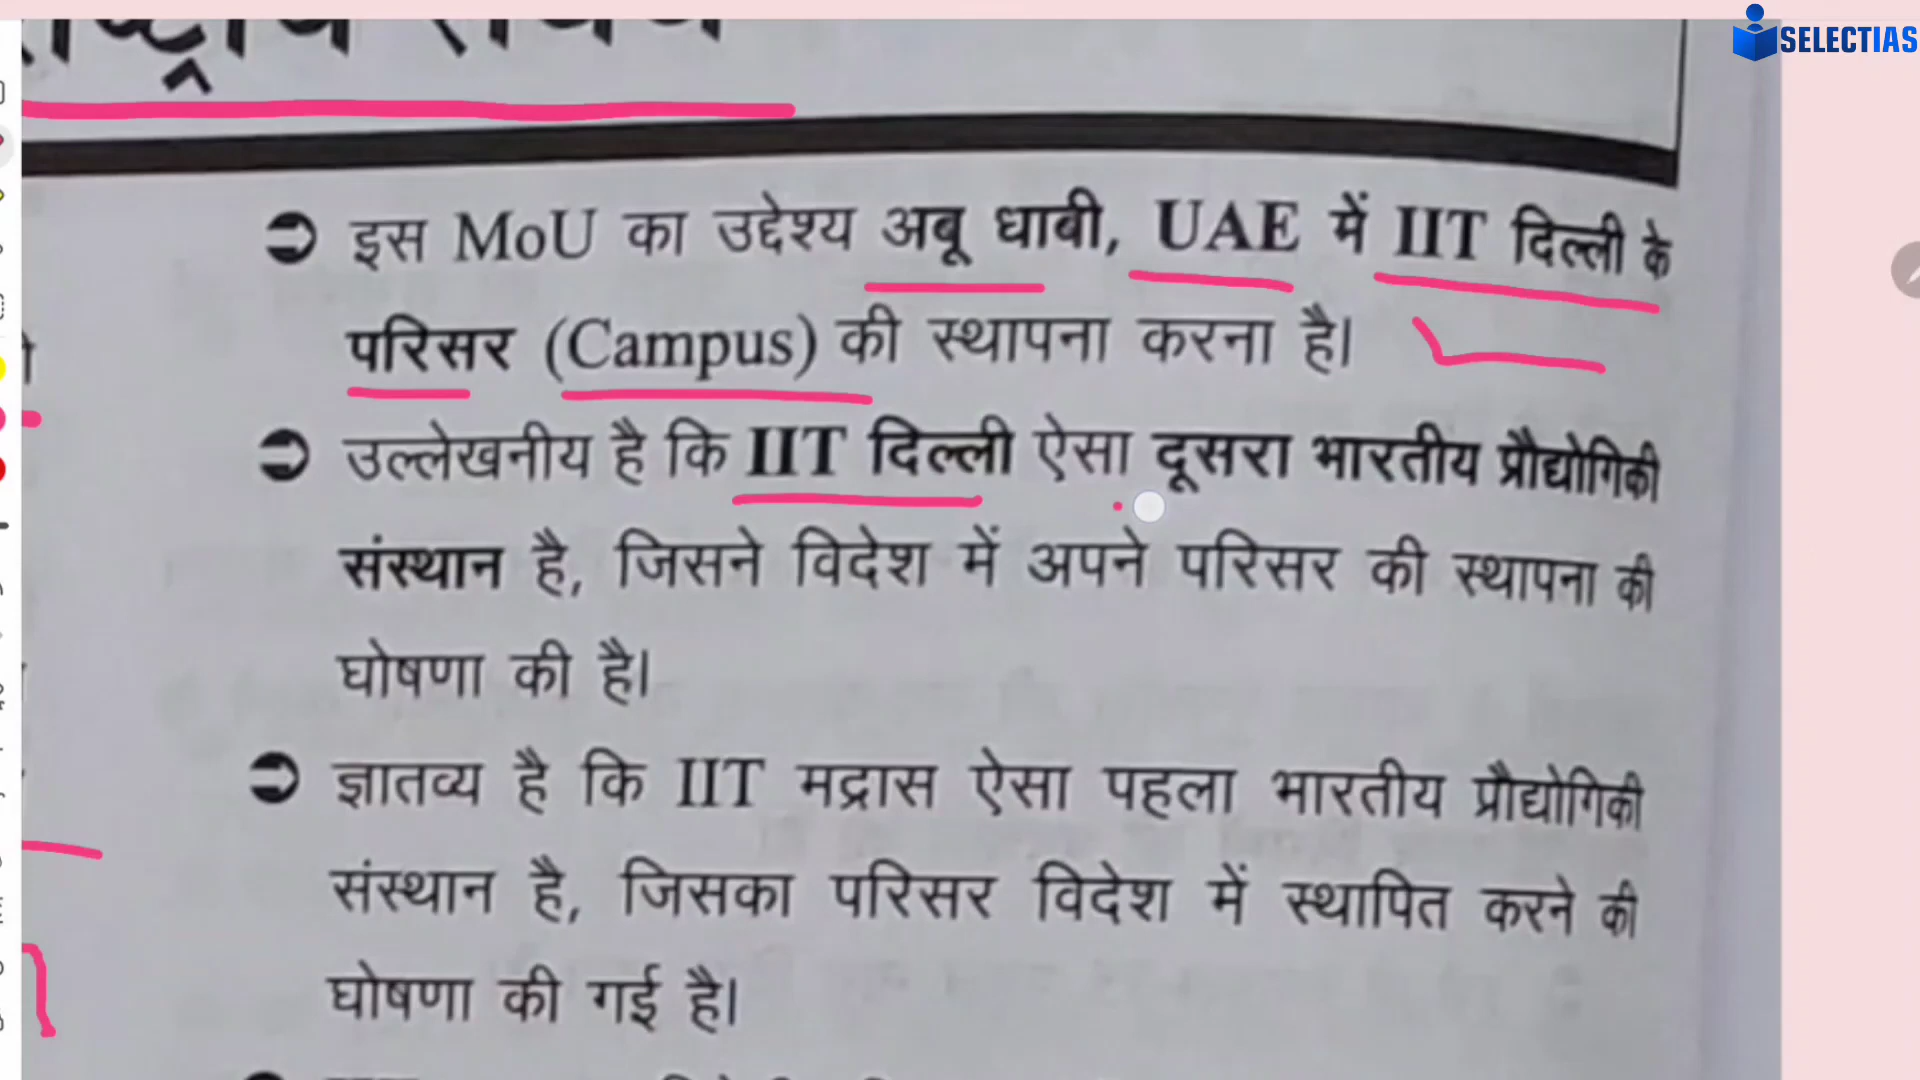 SELECTIAS
इस MoU का उद्देश्य अबू धाबी, UAE में IIT दिल्ली के
परिसर (Campus) की स्थापना करना है।
उल्लेखनीय है कि IIT दिल्ली ऐसा दूसरा भारतीय प्रौद्योगिकी
संस्थान है, जिसने विदेश में अपने परिसर की स्थापना की
घोषणा की है।
ज्ञातव्य है कि IIT मद्रास ऐसा पहला भारतीय प्रौद्योगिकी
संस्थान है, जिसका परिसर विदेश में स्थापित करने की
घोषणा की गई है।